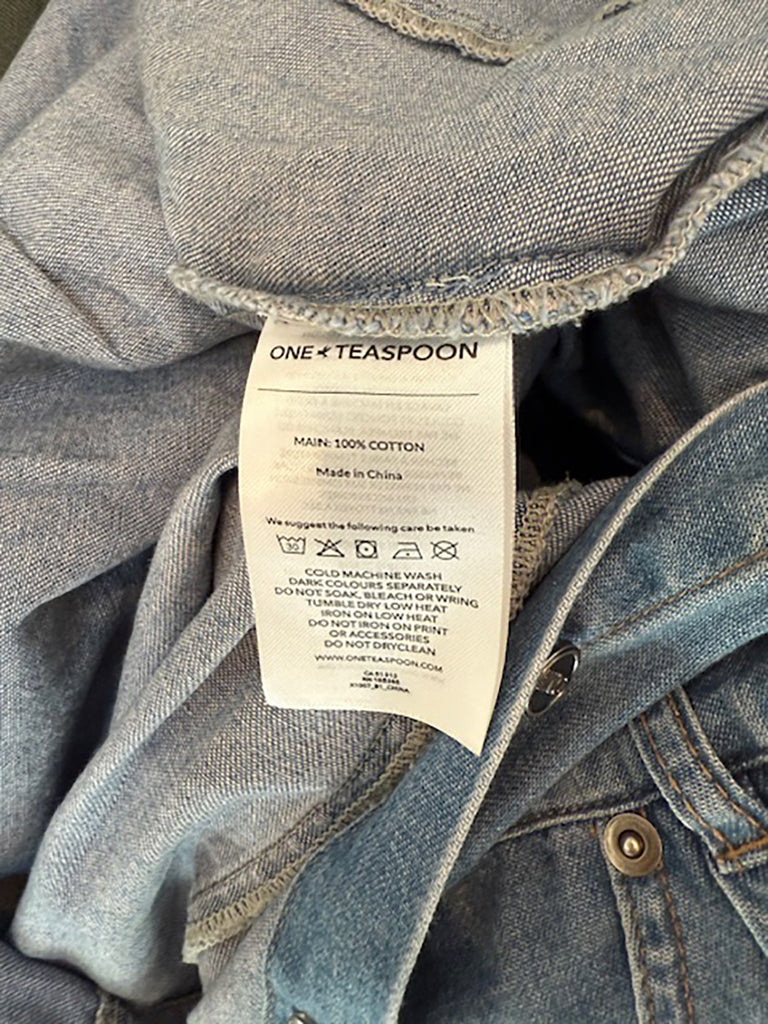 ONE★TEASPOON
MAIN: 100% COTTON
Made in China
We suggest the following care be taken
30
COLD MACHINE WASH
DARK COLOURS SEPARATELY
DO NOT SOAK, BLEACH OR WRING
TUMBLE DRY LOW HEAT
IRON ON LOW HEAT
DO NOT IRON ON PRINT
OR ACCESSORIES
DO NOT DRYCLEAN
WWW.ONETEASPOON.COM